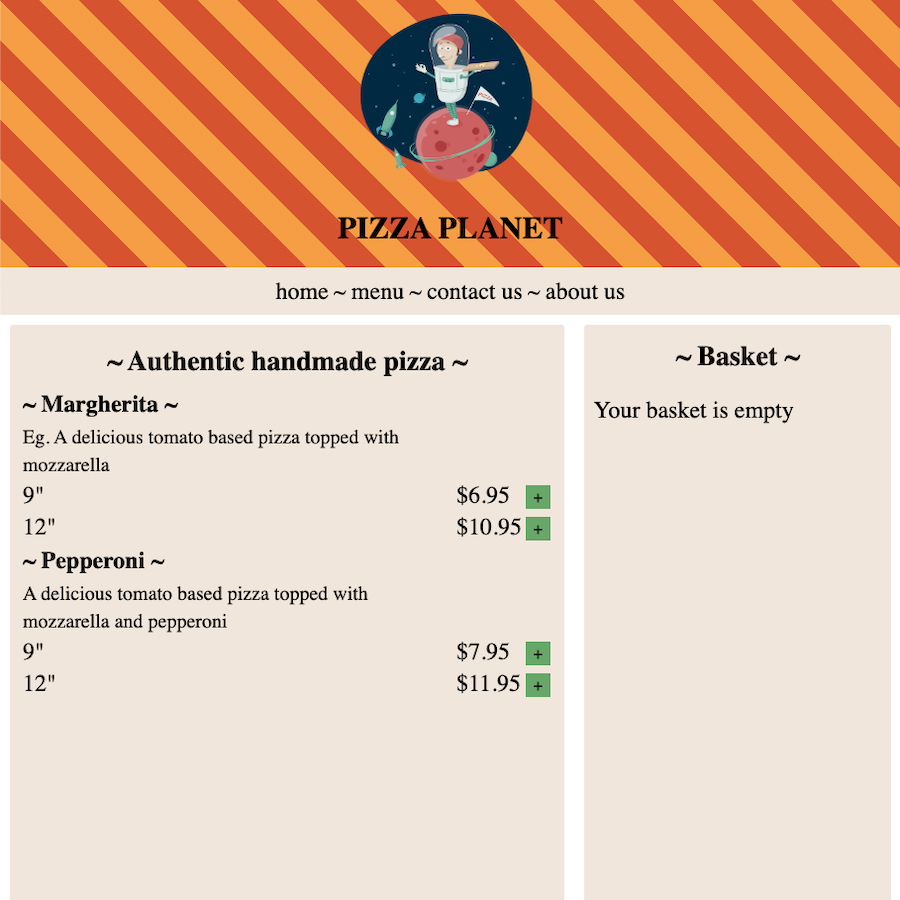 PIZZA PLANET
home ~ menu ~ contact us ~ about us
~ Authentic handmade pizza ~
~ Margherita ~
Eg. A delicious tomato based pizza topped with
mozzarella
9" $6.95 +
12" $10.95 +
~ Pepperoni ~
A delicious tomato based pizza topped with
mozzarella and pepperoni
9" $7.95 +
12" $11.95 +
~ Basket ~
Your basket is empty